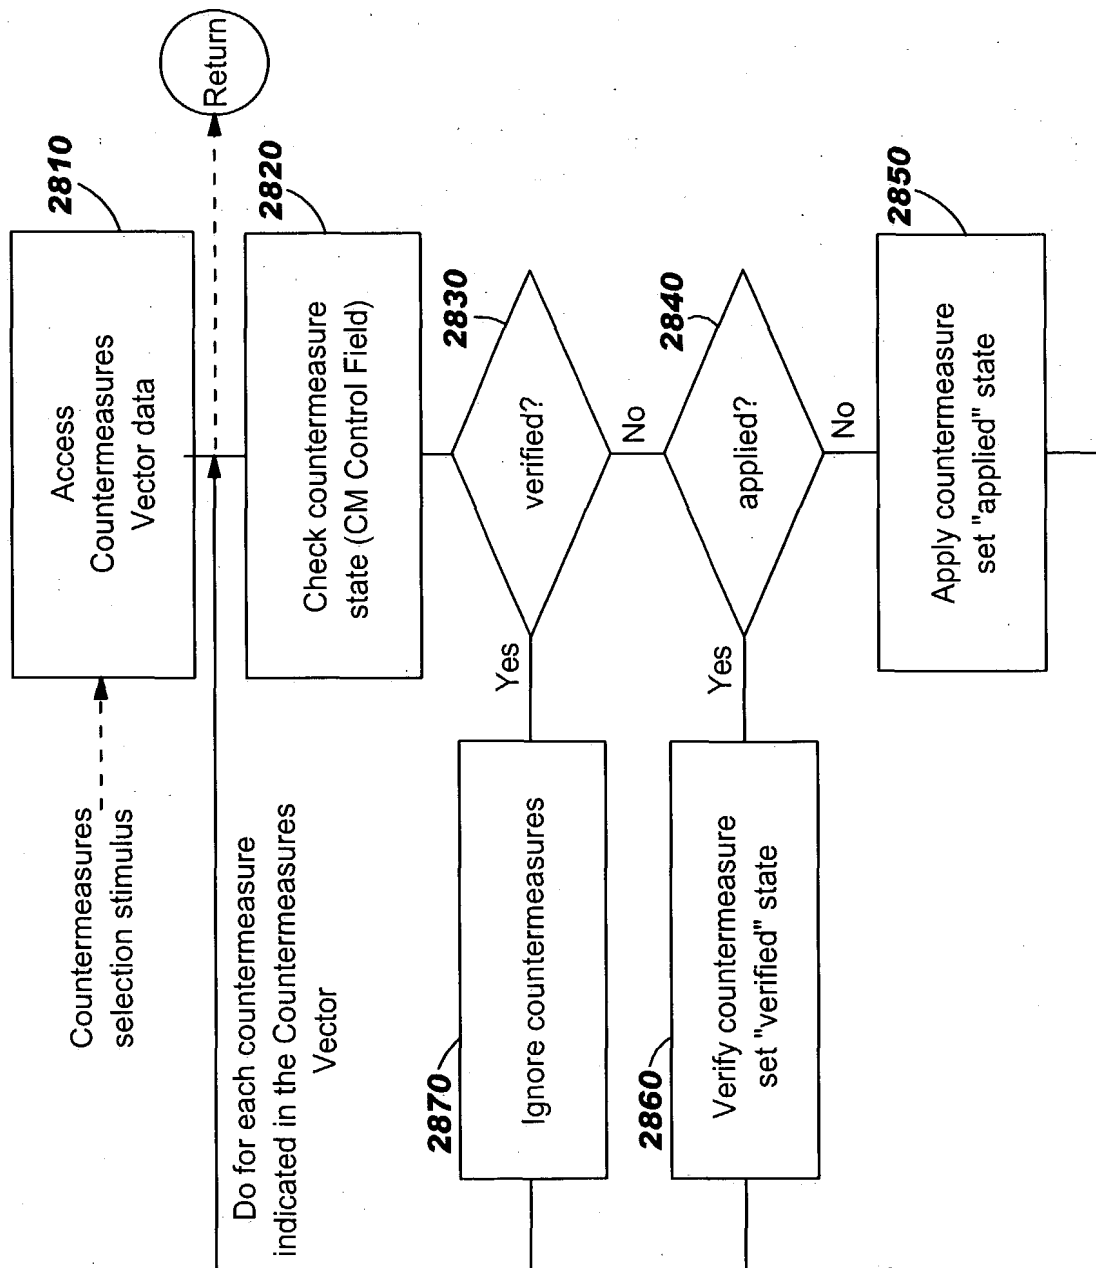 Countermeasures
selection stimulus
Access
Countermeasures
Vector data
2810
Return
Do for each countermeasure
indicated in the Countermeasures
Vector
Check countermeasure
state (CM Control Field)
2820
verified?
2830
Yes
No
Ignore countermeasures
2870
applied?
2840
Yes
No
Verify countermeasure
set "verified" state
2860
Apply countermeasure
set "applied" state
2850